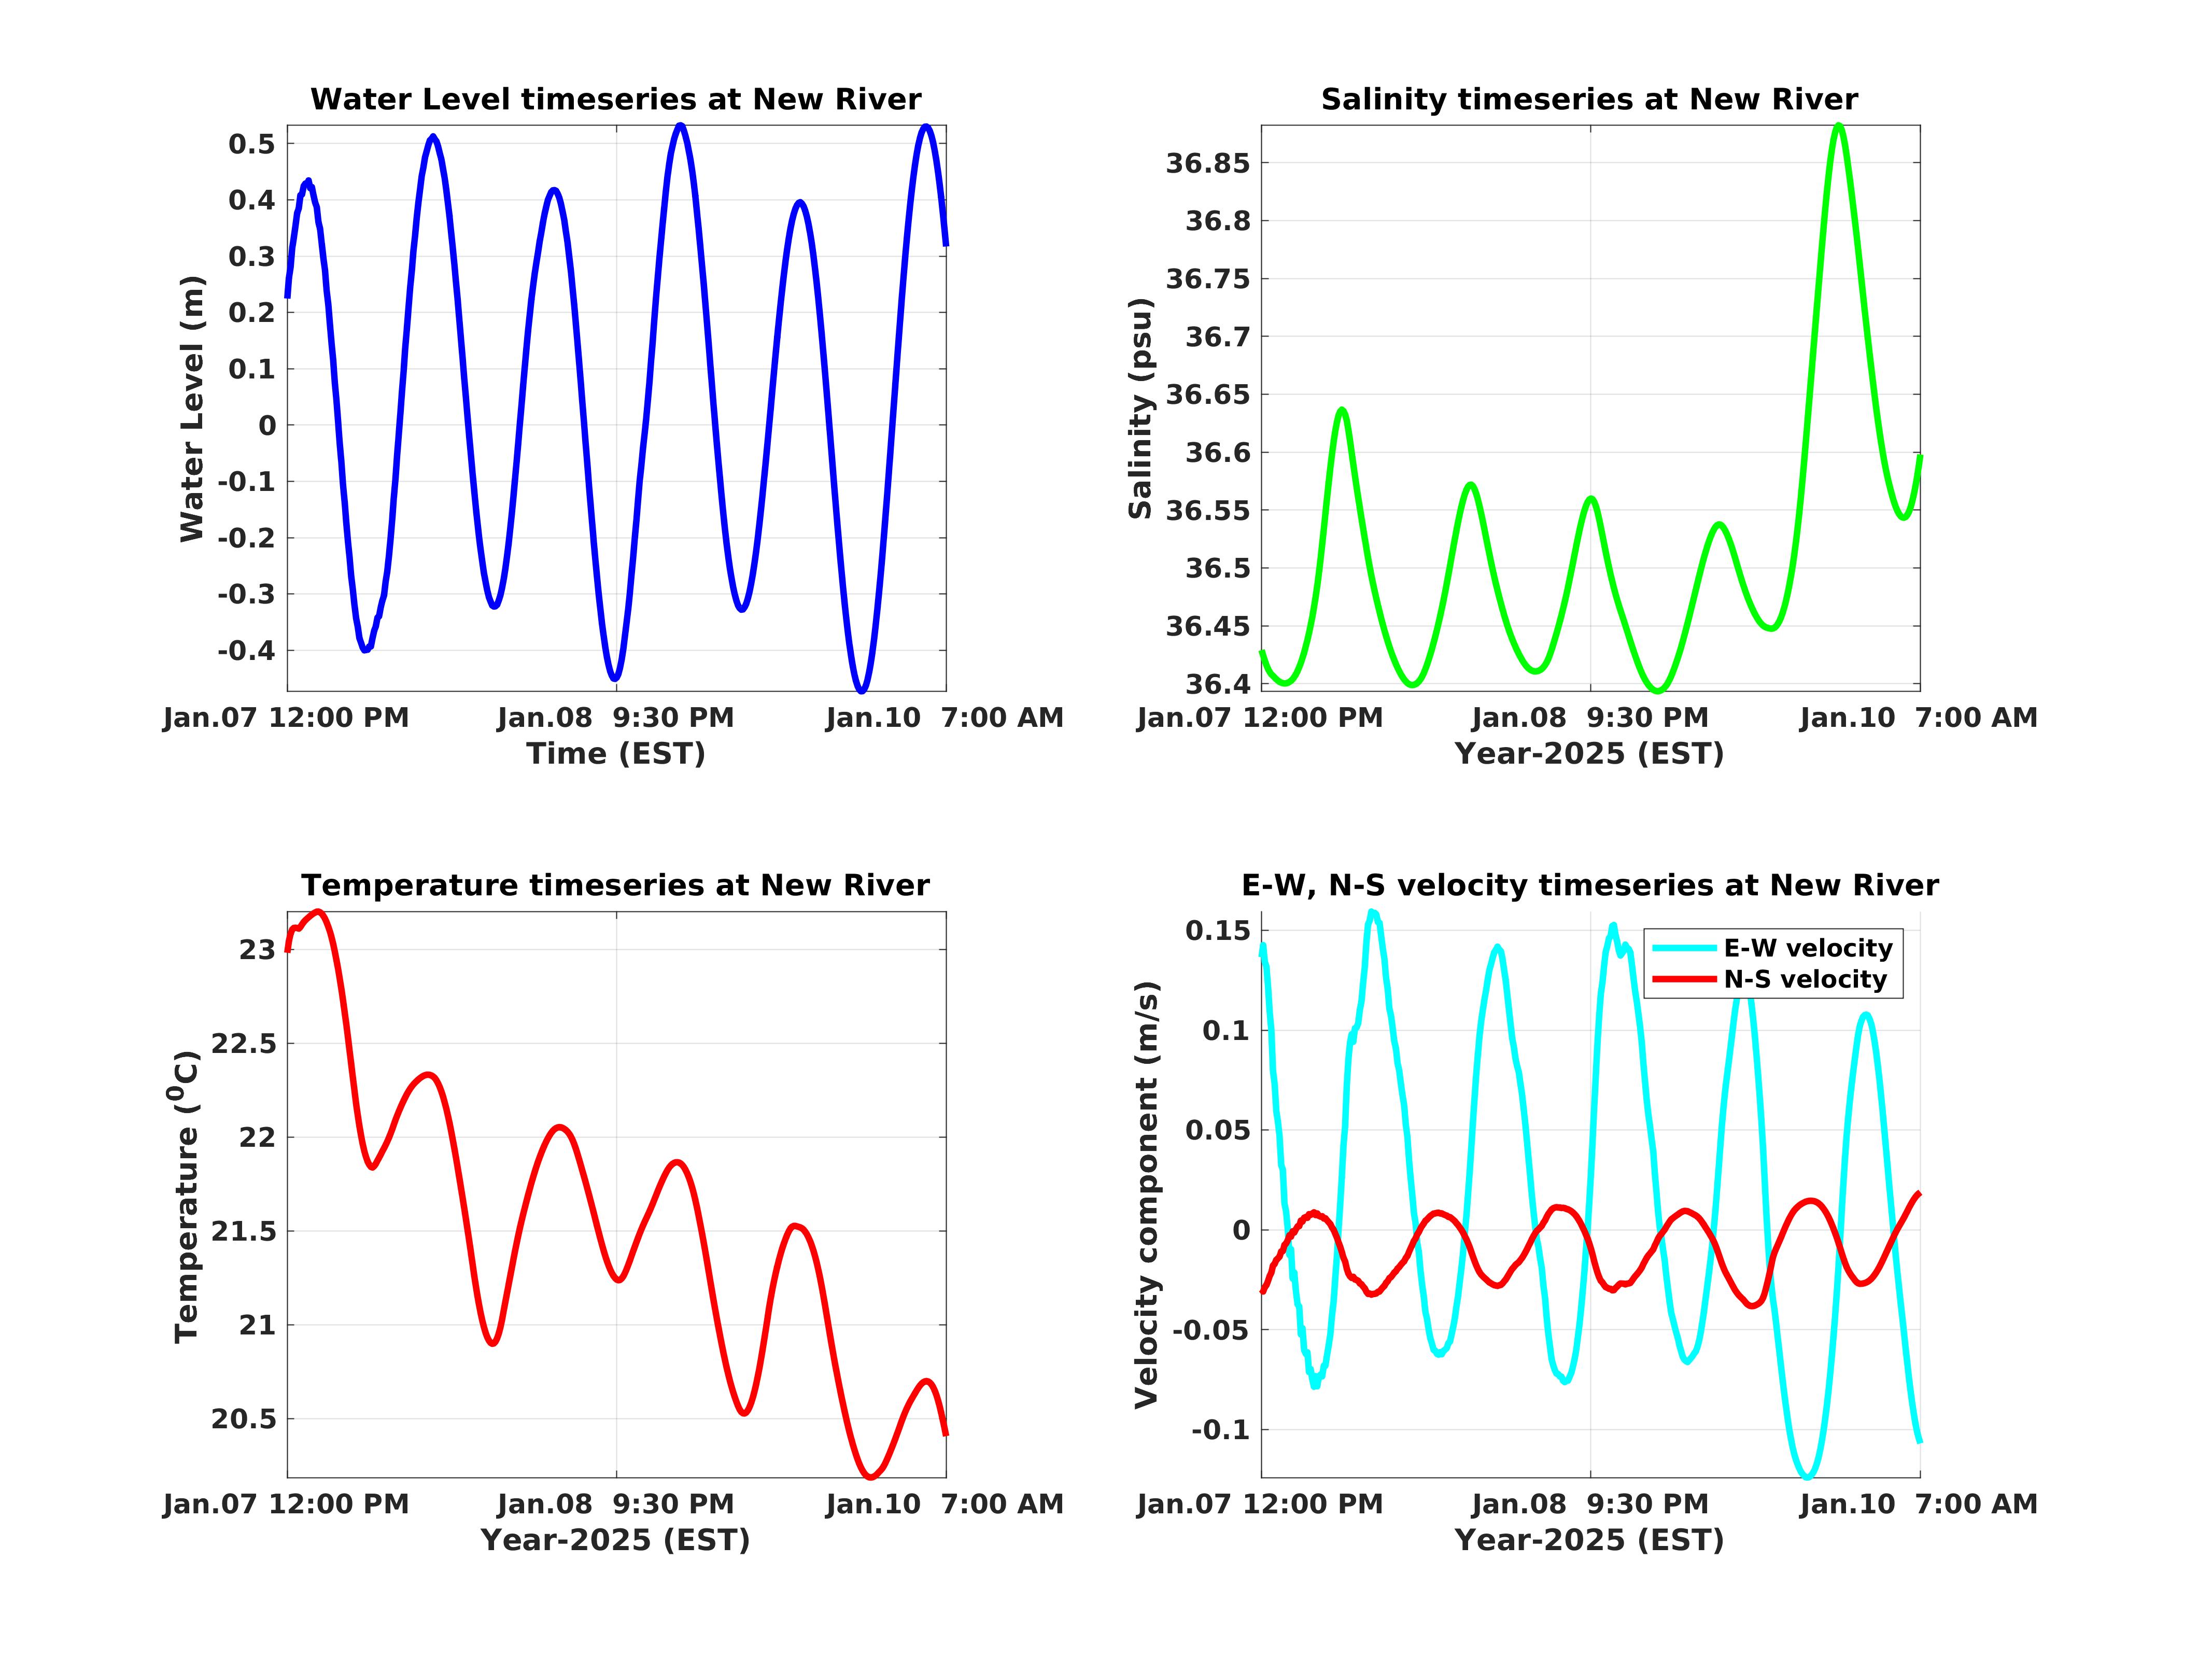 Water Level timeseries at New River
0.5
0.4
0.3
0.2
0.1
0
-0.1
-0.2
-0.3
-0.4
Water Level (m)
Jan.07 12:00 PM
Jan.08  9:30 PM
Jan.10  7:00 AM
Time (EST)
Salinity timeseries at New River
36.85
36.8
36.75
36.7
36.65
36.6
36.55
36.5
36.45
36.4
Salinity (psu)
Jan.07 12:00 PM
Jan.08  9:30 PM
Jan.10  7:00 AM
Year-2025 (EST)
Temperature timeseries at New River
23
22.5
22
21.5
21
20.5
Temperature (⁰C)
Jan.07 12:00 PM
Jan.08  9:30 PM
Jan.10  7:00 AM
Year-2025 (EST)
E-W, N-S velocity timeseries at New River
0.15
0.1
0.05
0
-0.05
-0.1
Velocity component (m/s)
E-W velocity
N-S velocity
Jan.07 12:00 PM
Jan.08  9:30 PM
Jan.10  7:00 AM
Year-2025 (EST)